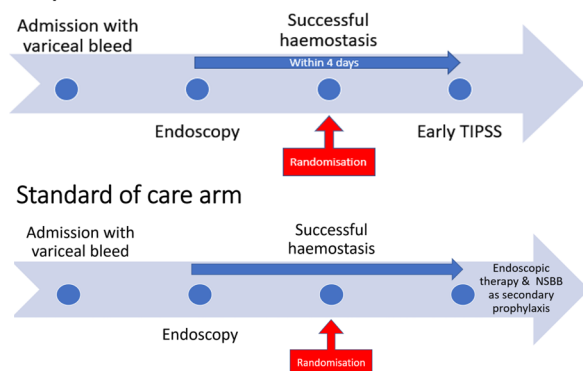 Admission with
variceal bleed
Successful
haemostasis
Within 4 days
Endoscopy
Early TIPSS
Randomisation
Standard of care arm
Admission with
variceal bleed
Successful
haemostasis
Endoscopic
therapy & NSBB
as secondary
prophylaxis
Endoscopy
Randomisation